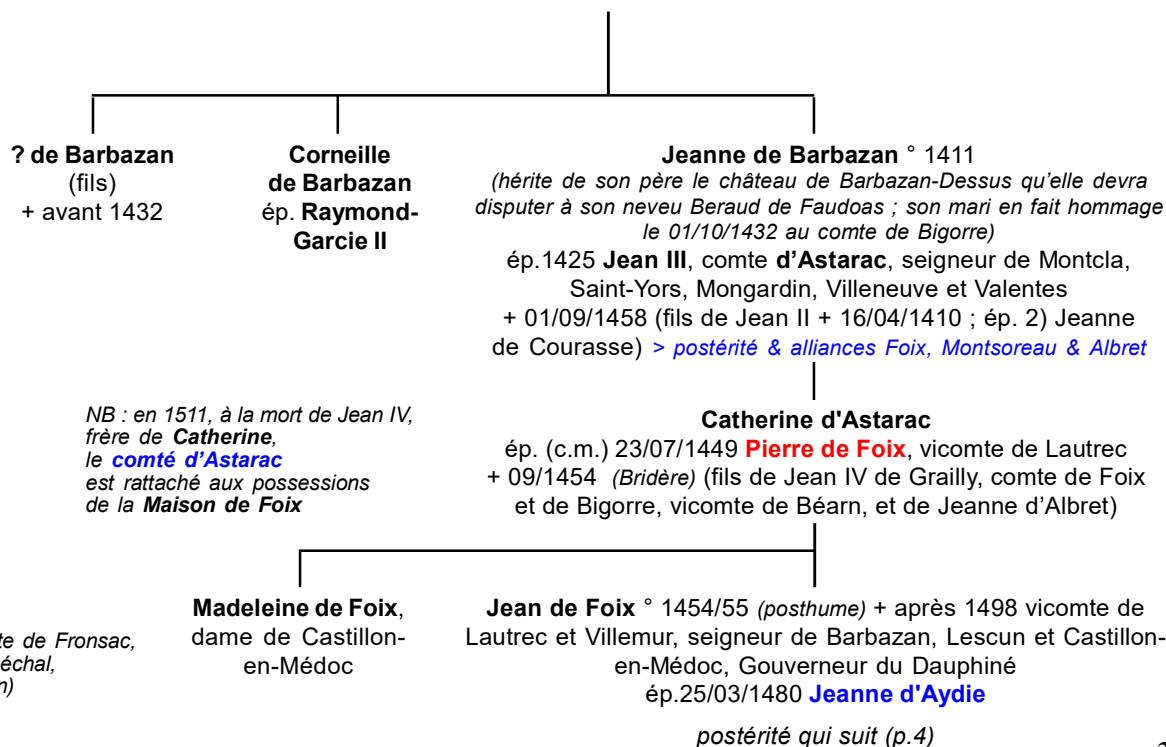 ? de Barbazan
(fils)
+ avant 1432
Corneille
de Barbazan
ép. Raymond-
Garcie II
Jeanne de Barbazan ° 1411
(hérite de son père le château de Barbazan-Dessus qu'elle devra
disputer à son neveu Beraud de Faudoas ; son mari en fait hommage
le 01/10/1432 au comte de Bigorre)
ép.1425 Jean III, comte d’Astarac, seigneur de Montcla,
Saint-Yors, Mongardin, Villeneuve et Valentes
+ 01/09/1458 (fils de Jean II + 16/04/1410 ; ép. 2) Jeanne
de Courasse) > postérité & alliances Foix, Montsoreau & Albret
NB : en 1511, à la mort de Jean IV,
frère de Catherine,
le comté d’Astarac
est rattaché aux possessions
de la Maison de Foix
Catherine d'Astarac
ép. (c.m.) 23/07/1449 Pierre de Foix, vicomte de Lautrec
+ 09/1454 (Bridère) (fils de Jean IV de Grailly, comte de Foix
et de Bigorre, vicomte de Béarn, et de Jeanne d’Albret)
te de Fronsac,
échal,
n)
Madeleine de Foix,
dame de Castillon-
en-Médoc
Jean de Foix ° 1454/55 (posthume) + après 1498 vicomte de
Lautrec et Villemur, seigneur de Barbazan, Lescun et Castillon-
en-Médoc, Gouverneur du Dauphiné
ép.25/03/1480 Jeanne d'Aydie
postérité qui suit (p.4)